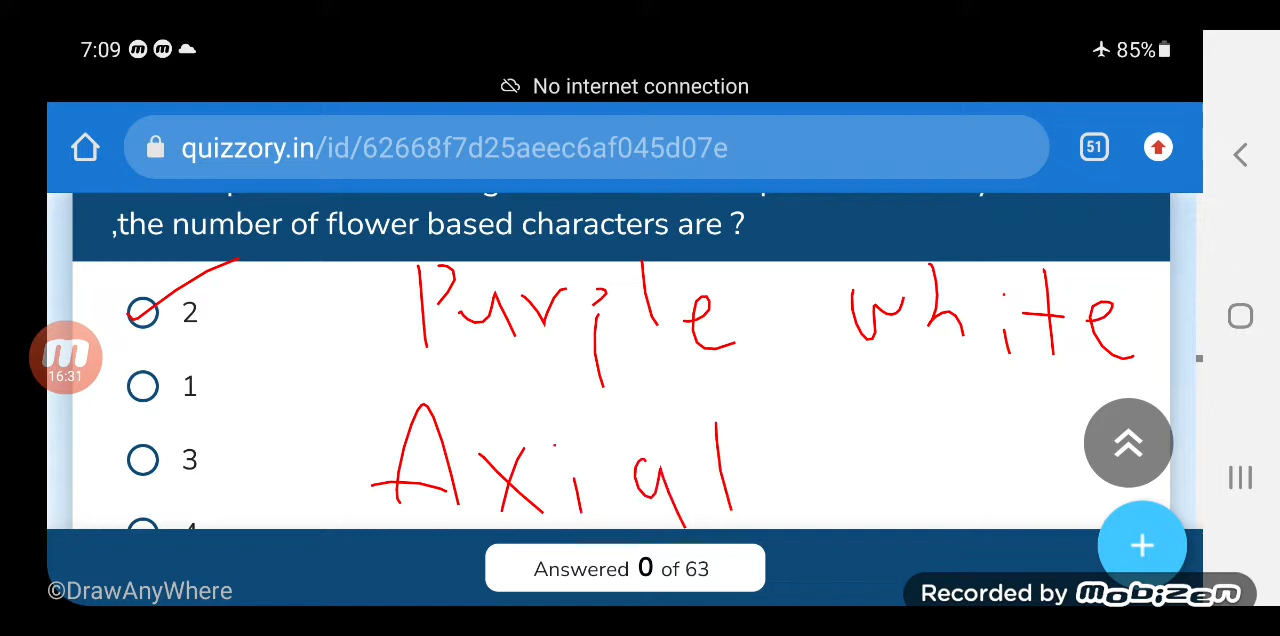 7:09
85%
No internet connection
quizzory.in/id/62668f7d25aeec6af045d07e
51
,the number of flower based characters are ?
2
1
3
4
Purple white
Axial
16:31
Answered 0 of 63
©DrawAnyWhere
Recorded by mobizen